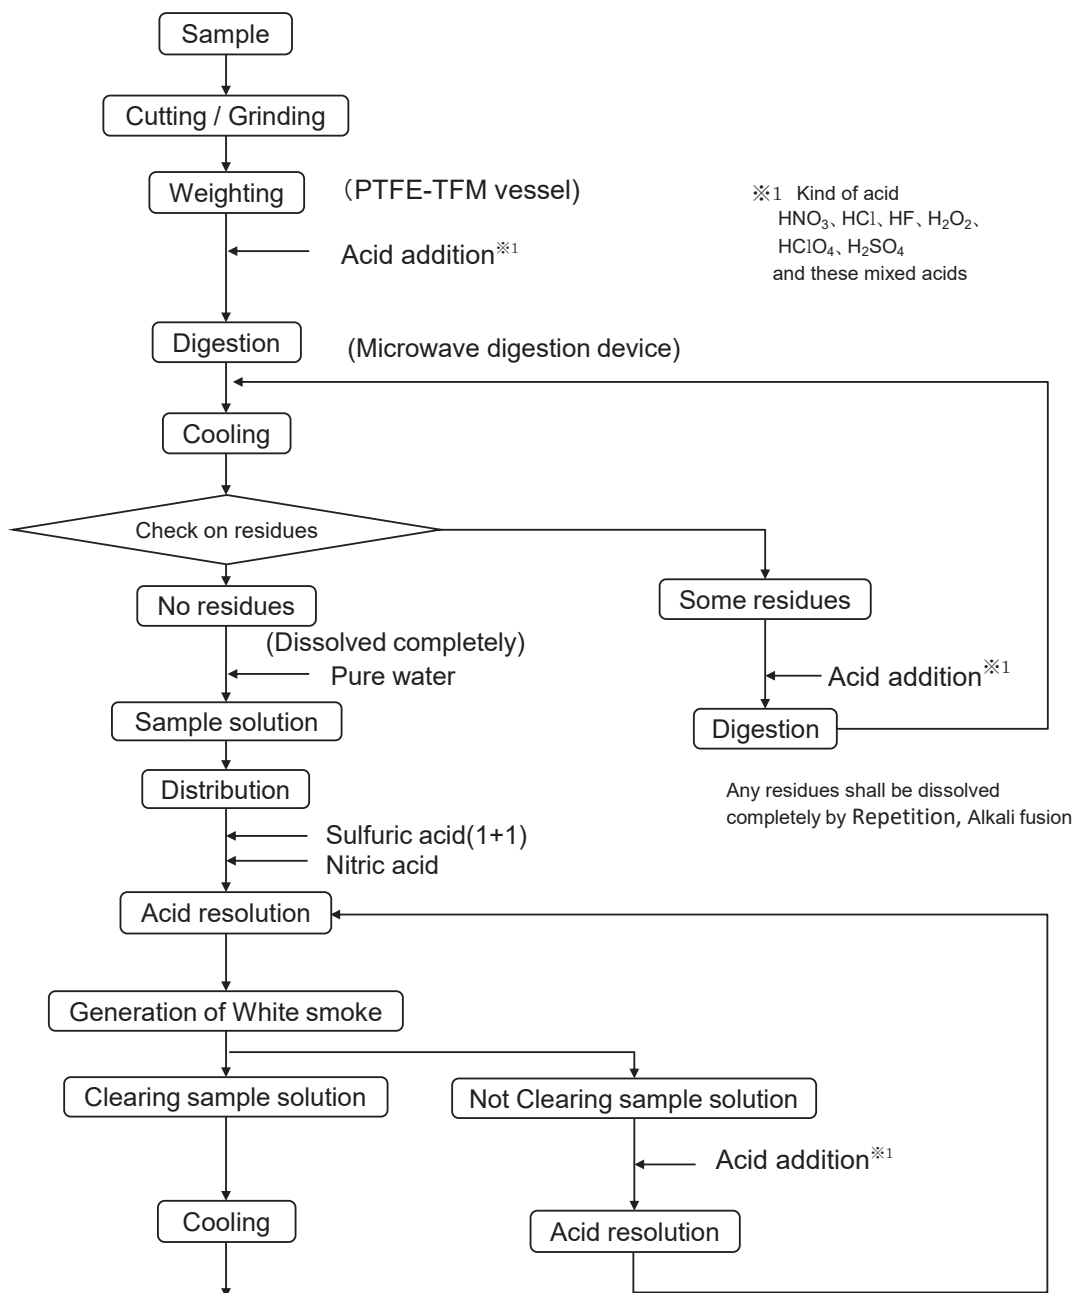 Sample
Cutting / Grinding
Weighting
(PTFE-TFM vessel)
※1 Kind of acid
HNO₃、HCl、HF、H₂O₂、
HClO₄、H₂SO₄
and these mixed acids
Acid addition※1
Digestion
(Microwave digestion device)
Cooling
Check on residues
No residues
Some residues
(Dissolved completely)
Pure water
Acid addition※1
Sample solution
Digestion
Distribution
Any residues shall be dissolved
completely by Repetition, Alkali fusion
Sulfuric acid(1+1)
Nitric acid
Acid resolution
Generation of White smoke
Clearing sample solution
Not Clearing sample solution
Acid addition※1
Cooling
Acid resolution